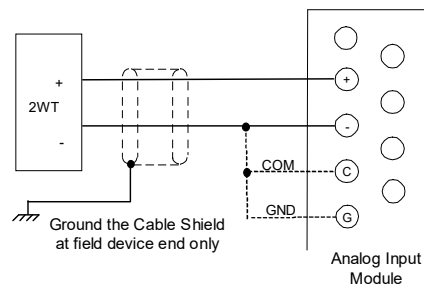 +
2WT
-
+
-
COM
C
GND
G
Ground the Cable Shield
at field device end only
Analog Input
Module